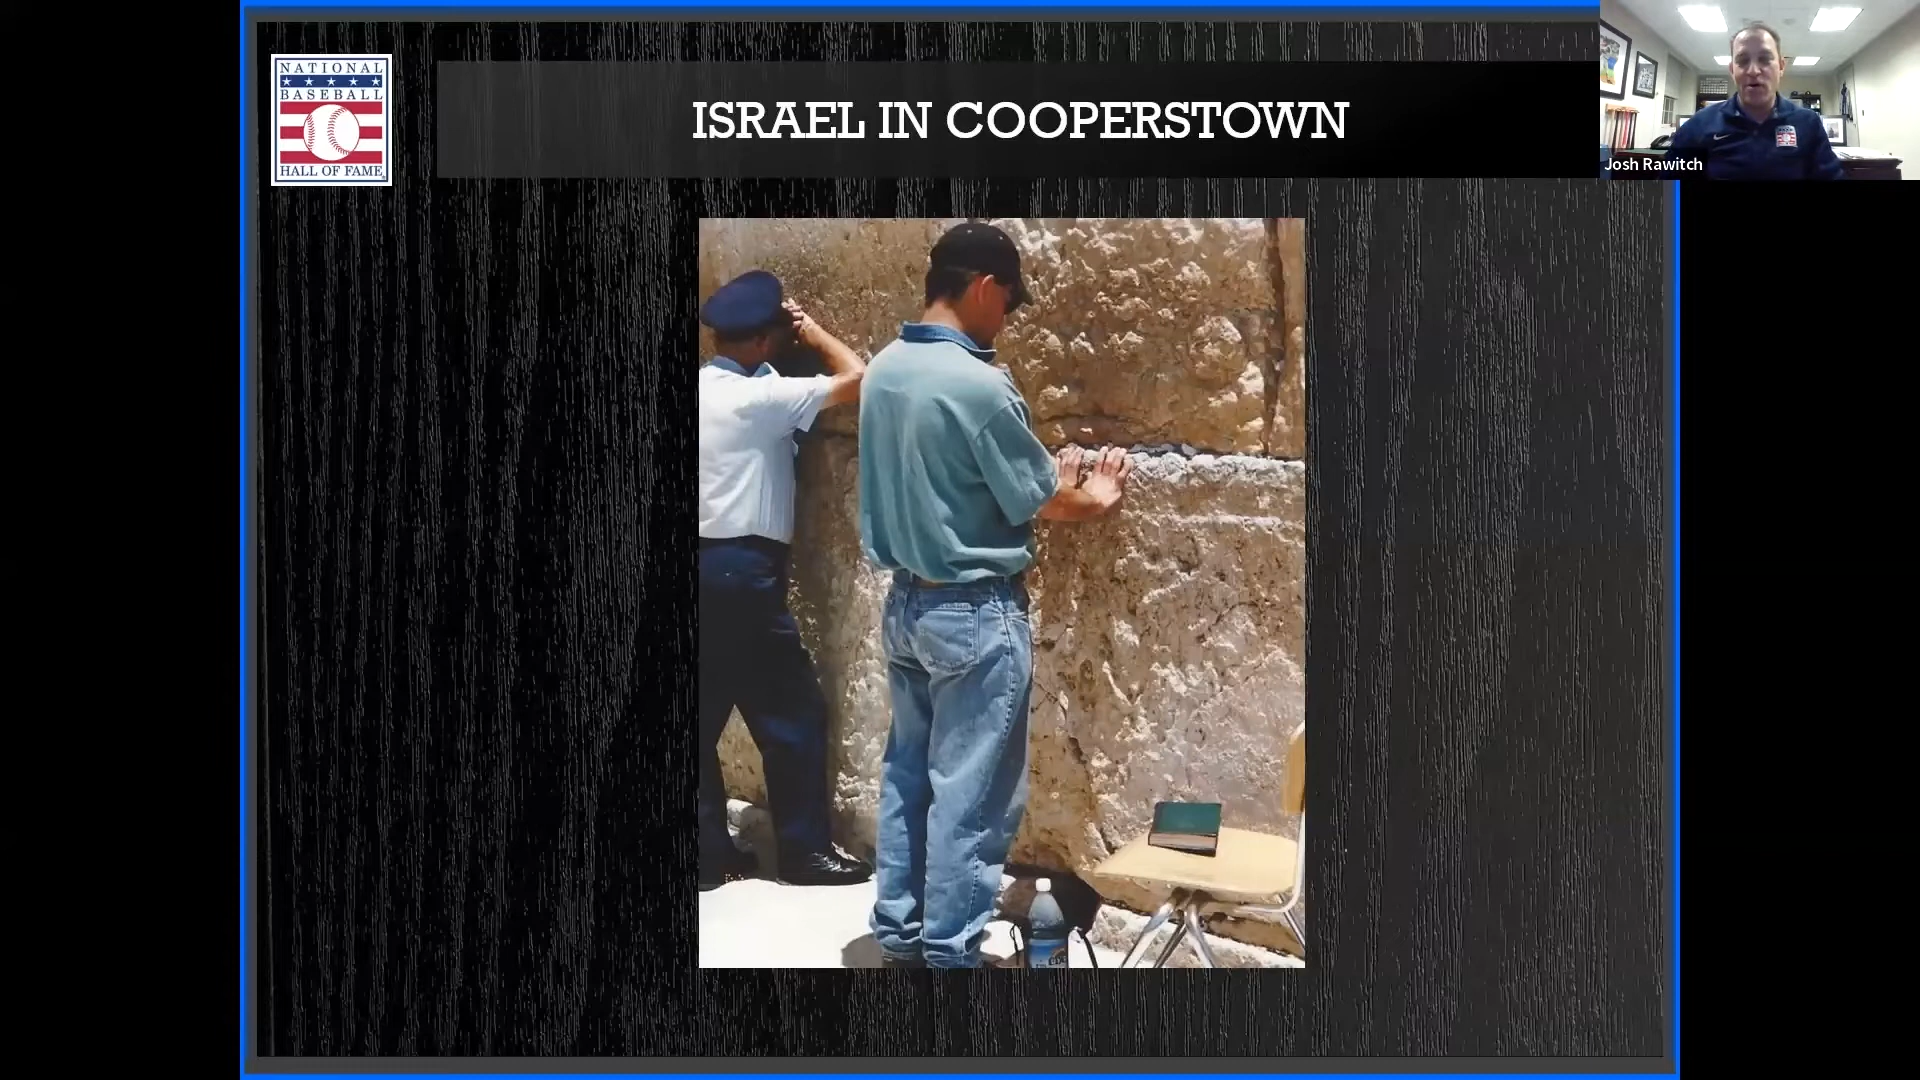 NATIONAL
BASEBALL
HALL OF FAME
ISRAEL IN COOPERSTOWN
Josh Rawitch